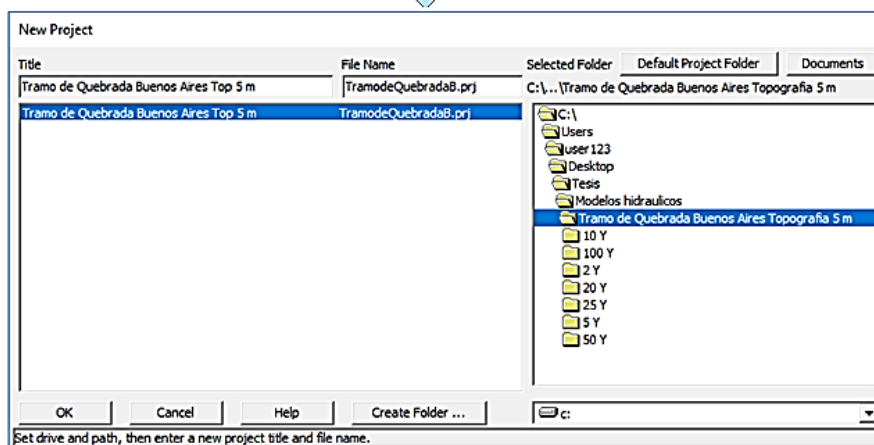 New Project
Title File Name Selected Folder Default Project Folder Documents
Tramo de Quebrada Buenos Aires Top 5 m TramodeQuebradaB.prj C:\...\Tramo de Quebrada Buenos Aires Topografia 5 m
Tramo de Quebrada Buenos Aires Top 5 m TramodeQuebradaB.prj C:\
Users
user123
Desktop
Tesis
Modelos hidraulicos
Tramo de Quebrada Buenos Aires Topografia 5 m
10 Y
100 Y
2 Y
20 Y
25 Y
5 Y
50 Y
OK Cancel Help Create Folder ... c:
Set drive and path, then enter a new project title and file name.